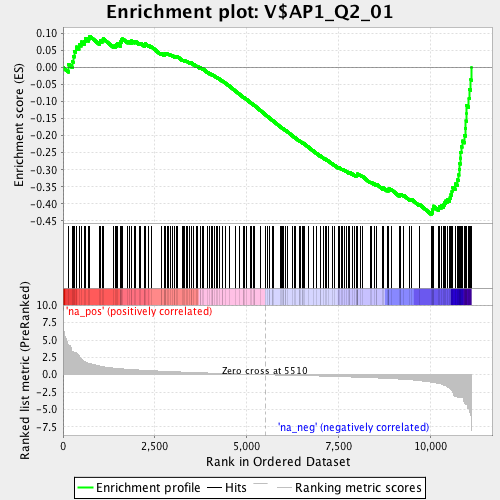 Enrichment plot: V$AP1_Q2_01
Enrichment score (ES)
0.10
0.05
0.00
-0.05
-0.10
-0.15
-0.20
-0.25
-0.30
-0.35
-0.40
-0.45
Ranked list metric (PreRanked)
'na_pos' (positively correlated)
10.0
7.5
5.0
2.5
0.0
-2.5
-5.0
-7.5
Zero cross at 5510
'na_neg' (negatively correlated)
0
2,500
5,000
7,500
10,000
Rank in Ordered Dataset
Enrichment profile
Hits
Ranking metric scores